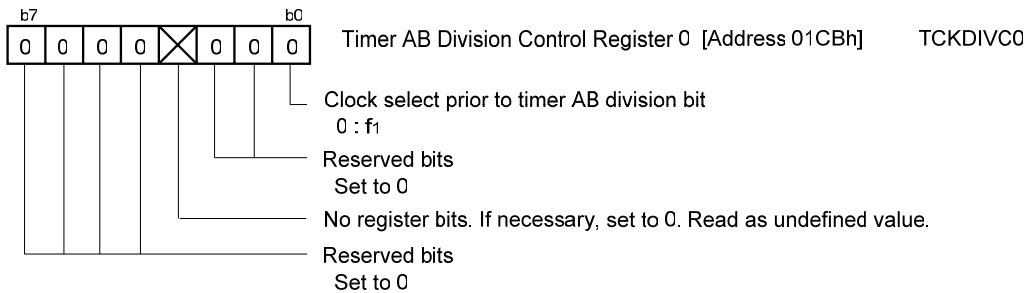 b7 b0
0 0 0 0 0 0 0 Timer AB Division Control Register 0 [Address 01CBh] TCKDIVC0
Clock select prior to timer AB division bit
0 : f1
Reserved bits
Set to 0
No register bits. If necessary, set to 0. Read as undefined value.
Reserved bits
Set to 0